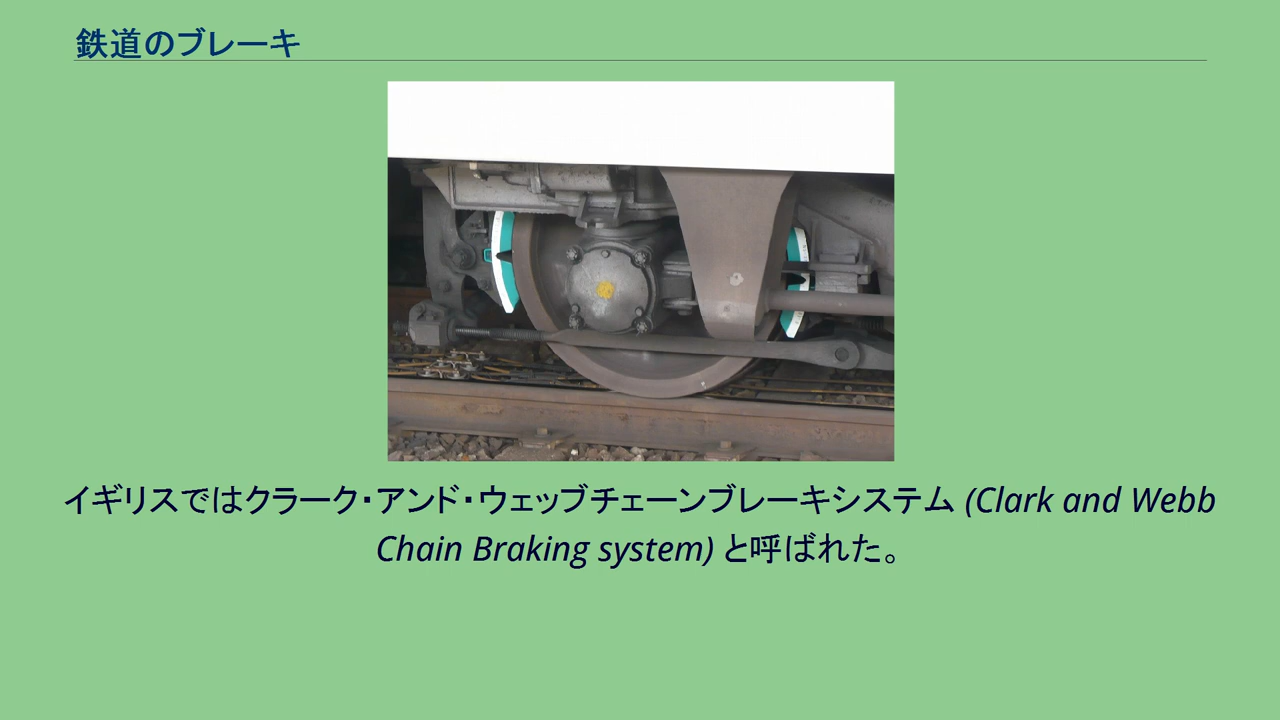 鉄道のブレーキ
イギリスではクラーク・アンド・ウェッブチェーンブレーキシステム (Clark and Webb
Chain Braking system) と呼ばれた。